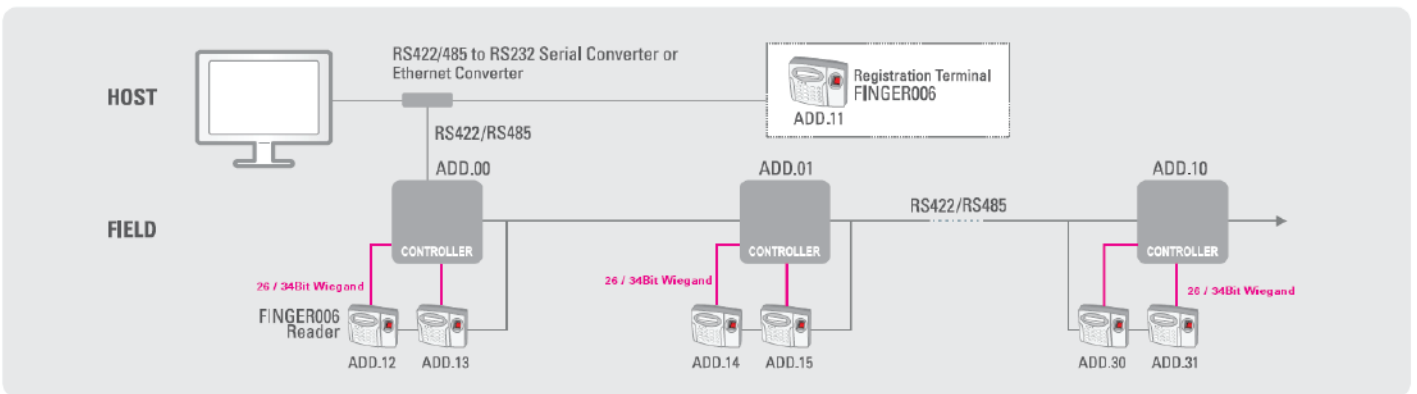 RS422/485 to RS232 Serial Converter or
Ethernet Converter
HOST
Registration Terminal
FINGER006
ADD.11
RS422/RS485
ADD.00
ADD.01
ADD.10
RS422/RS485
FIELD
CONTROLLER
CONTROLLER
CONTROLLER
26 / 34Bit Wiegand
26 / 34Bit Wiegand
26 / 34Bit Wiegand
FINGER006
Reader
ADD.12
ADD.13
ADD.14
ADD.15
ADD.30
ADD.31